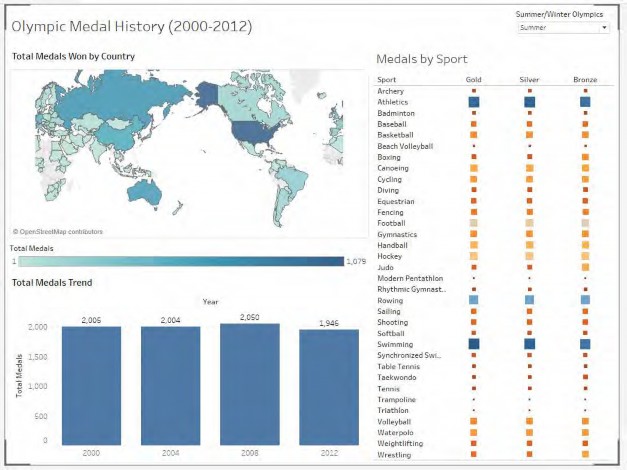 Summer/Winter Olympics
Olympic Medal History (2000-2012)
Summer
Total Medals Won by Country
© OpenStreetMap contributors
Total Medals
1 1,079
Total Medals Trend
Year
2,005 2,004 2,050 1,946
Total Medals
2,000
1,500
1,000
500
0
2000 2004 2008 2012
Medals by Sport
Sport Gold Silver Bronze
Archery
Athletics
Badminton
Baseball
Basketball
Beach Volleyball
Boxing
Canoeing
Cycling
Diving
Equestrian
Fencing
Football
Gymnastics
Handball
Hockey
Judo
Modern Pentathlon
Rhythmic Gymnast..
Rowing
Sailing
Shooting
Softball
Swimming
Synchronized Swi...
Table Tennis
Taekwondo
Tennis
Trampoline
Triathlon
Volleyball
Waterpolo
Weightlifting
Wrestling